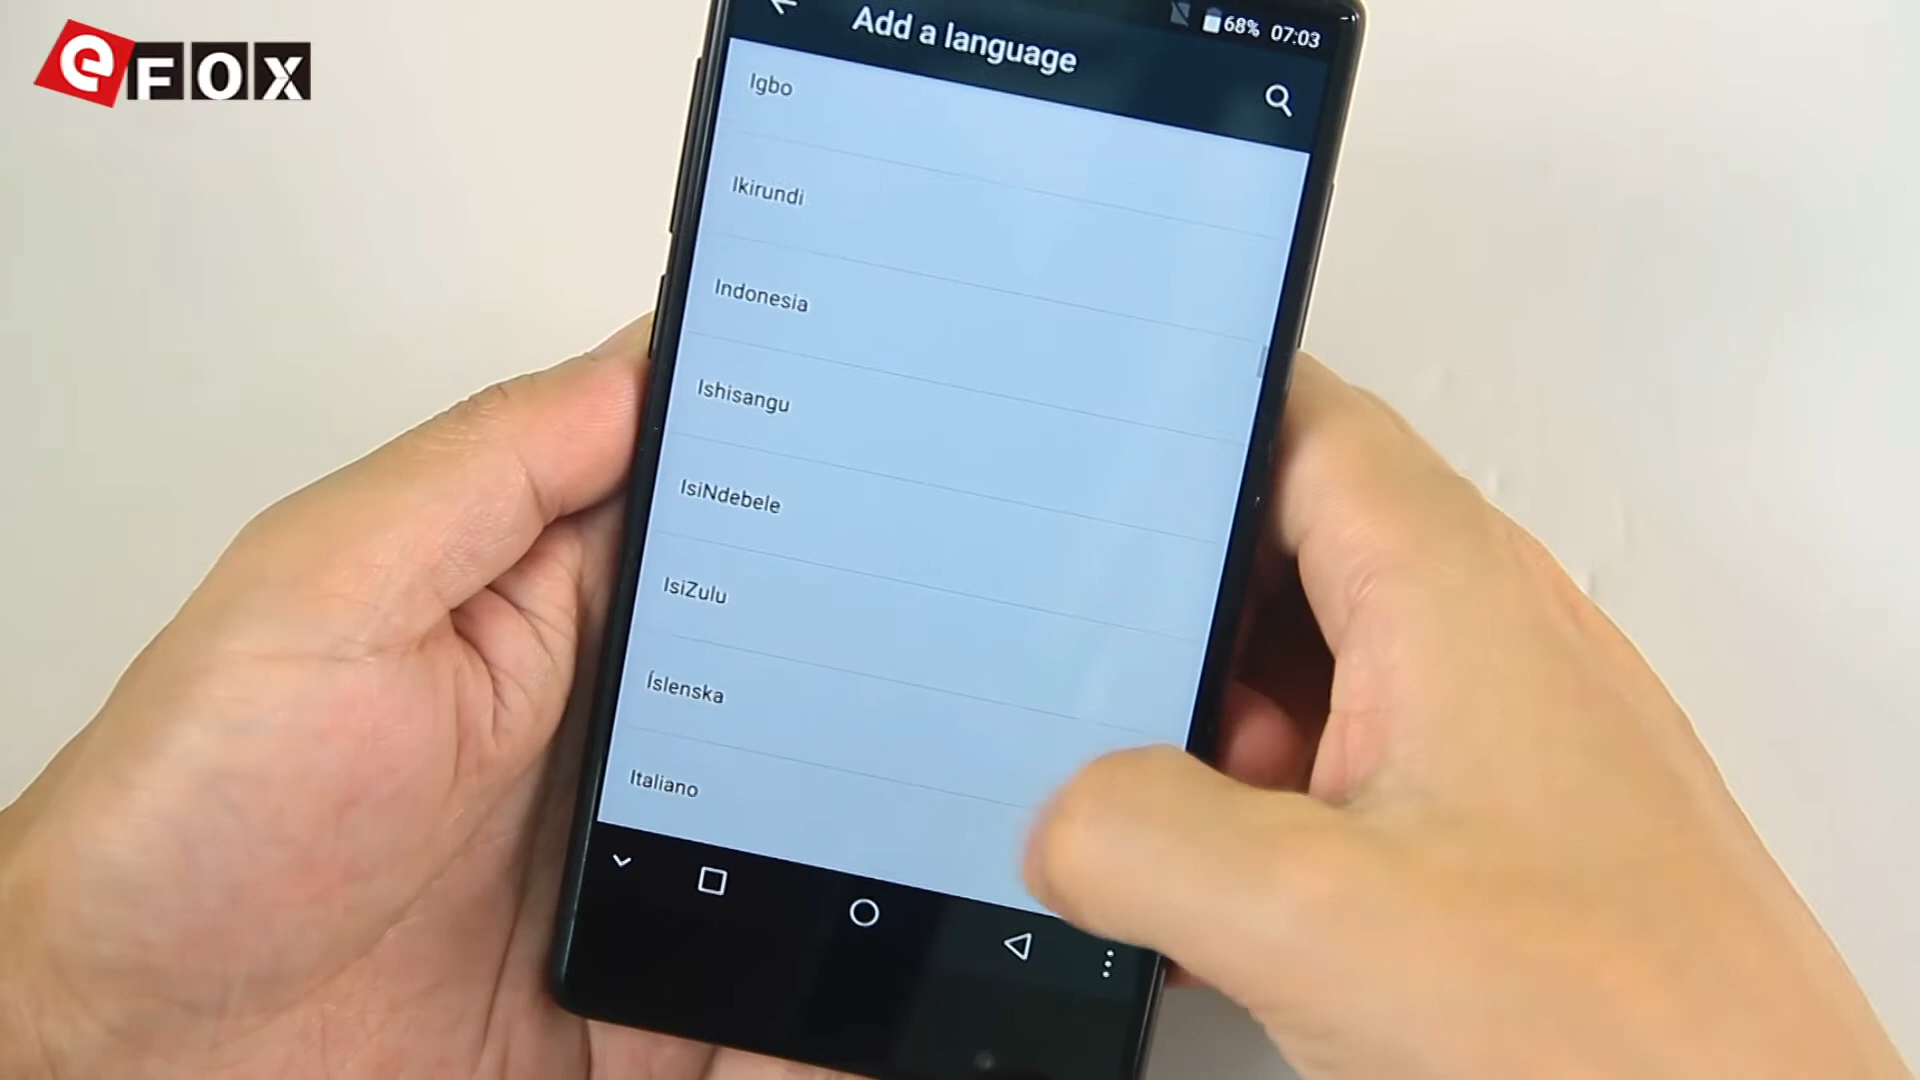 eFOX
68% 07:03
Add a language
Igbo
Ikirundi
Indonesia
Ishisangu
IsiNdebele
IsiZulu
Íslenska
Italiano